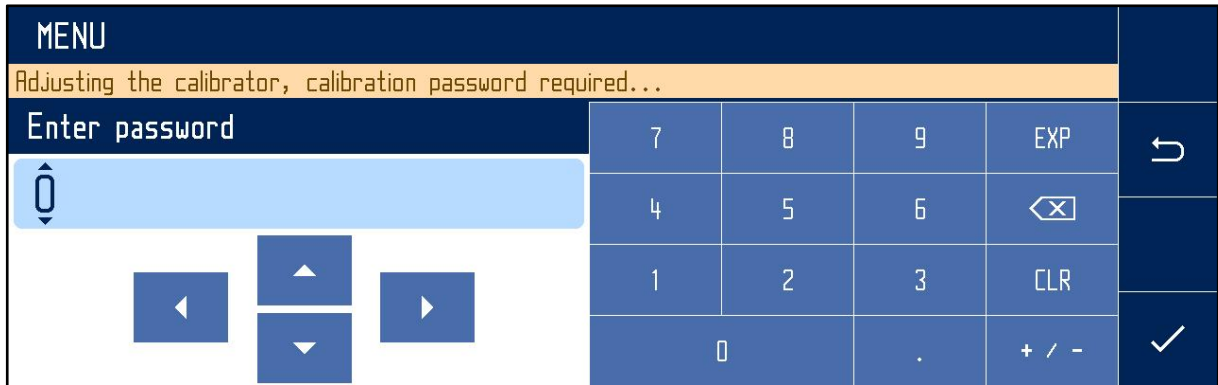 MENU
Adjusting the calibrator, calibration password required...
Enter password
0
7 8 9 EXP
4 5 6
1 2 3 CLR
0 . + / -